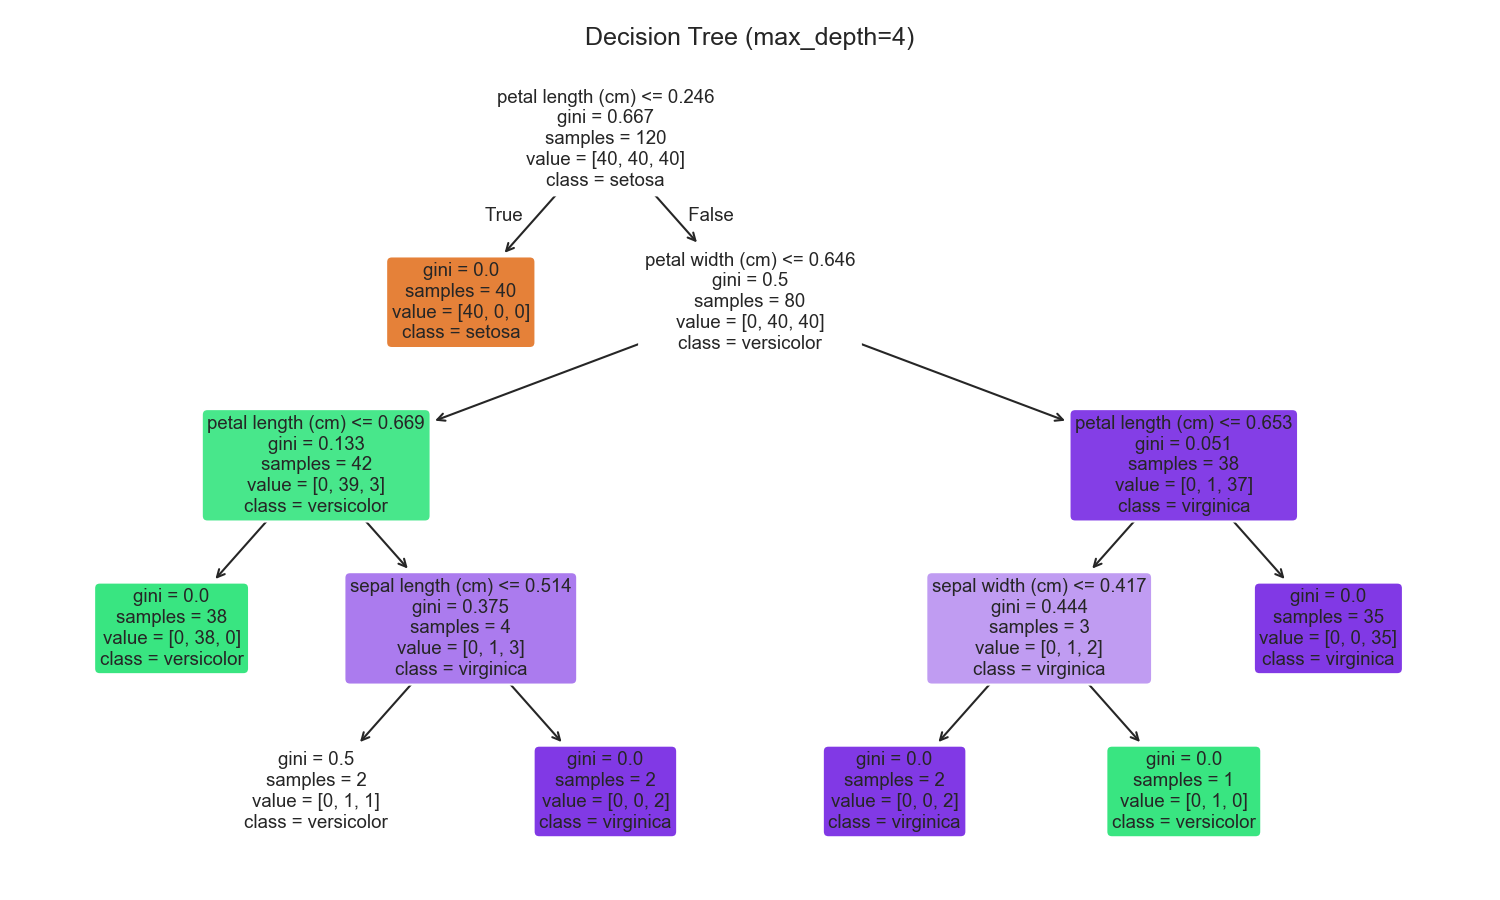 Decision Tree (max_depth=4)
petal length (cm) <= 0.246
gini = 0.667
samples = 120
value = [40, 40, 40]
class = setosa
True
False
gini = 0.0
samples = 40
value = [40, 0, 0]
class = setosa
petal width (cm) <= 0.646
gini = 0.5
samples = 80
value = [0, 40, 40]
class = versicolor
petal length (cm) <= 0.669
gini = 0.133
samples = 42
value = [0, 39, 3]
class = versicolor
petal length (cm) <= 0.653
gini = 0.051
samples = 38
value = [0, 1, 37]
class = virginica
gini = 0.0
samples = 38
value = [0, 38, 0]
class = versicolor
sepal length (cm) <= 0.514
gini = 0.375
samples = 4
value = [0, 1, 3]
class = virginica
sepal width (cm) <= 0.417
gini = 0.444
samples = 3
value = [0, 1, 2]
class = virginica
gini = 0.0
samples = 35
value = [0, 0, 35]
class = virginica
gini = 0.5
samples = 2
value = [0, 1, 1]
class = versicolor
gini = 0.0
samples = 2
value = [0, 0, 2]
class = virginica
gini = 0.0
samples = 2
value = [0, 0, 2]
class = virginica
gini = 0.0
samples = 1
value = [0, 1, 0]
class = versicolor